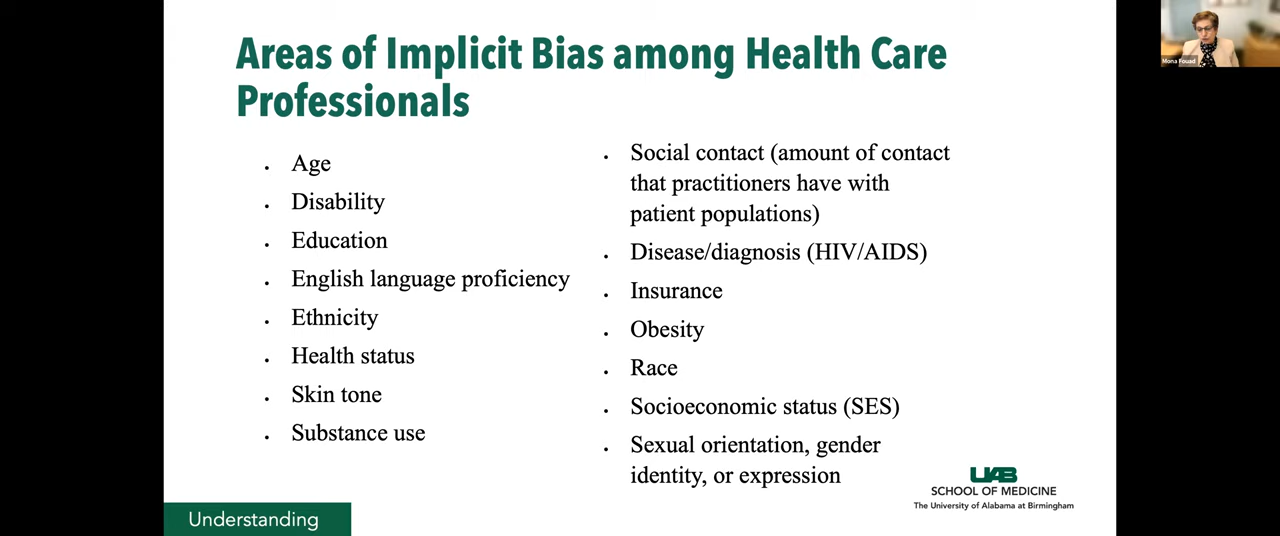 Areas of Implicit Bias among Health Care
Professionals
Age
Disability
Education
English language proficiency
Ethnicity
Health status
Skin tone
Substance use
Social contact (amount of contact
that practitioners have with
patient populations)
Disease/diagnosis (HIV/AIDS)
Insurance
Obesity
Race
Socioeconomic status (SES)
Sexual orientation, gender
identity, or expression
UAB
SCHOOL OF MEDICINE
The University of Alabama at Birmingham
Understanding
Mona Fouad